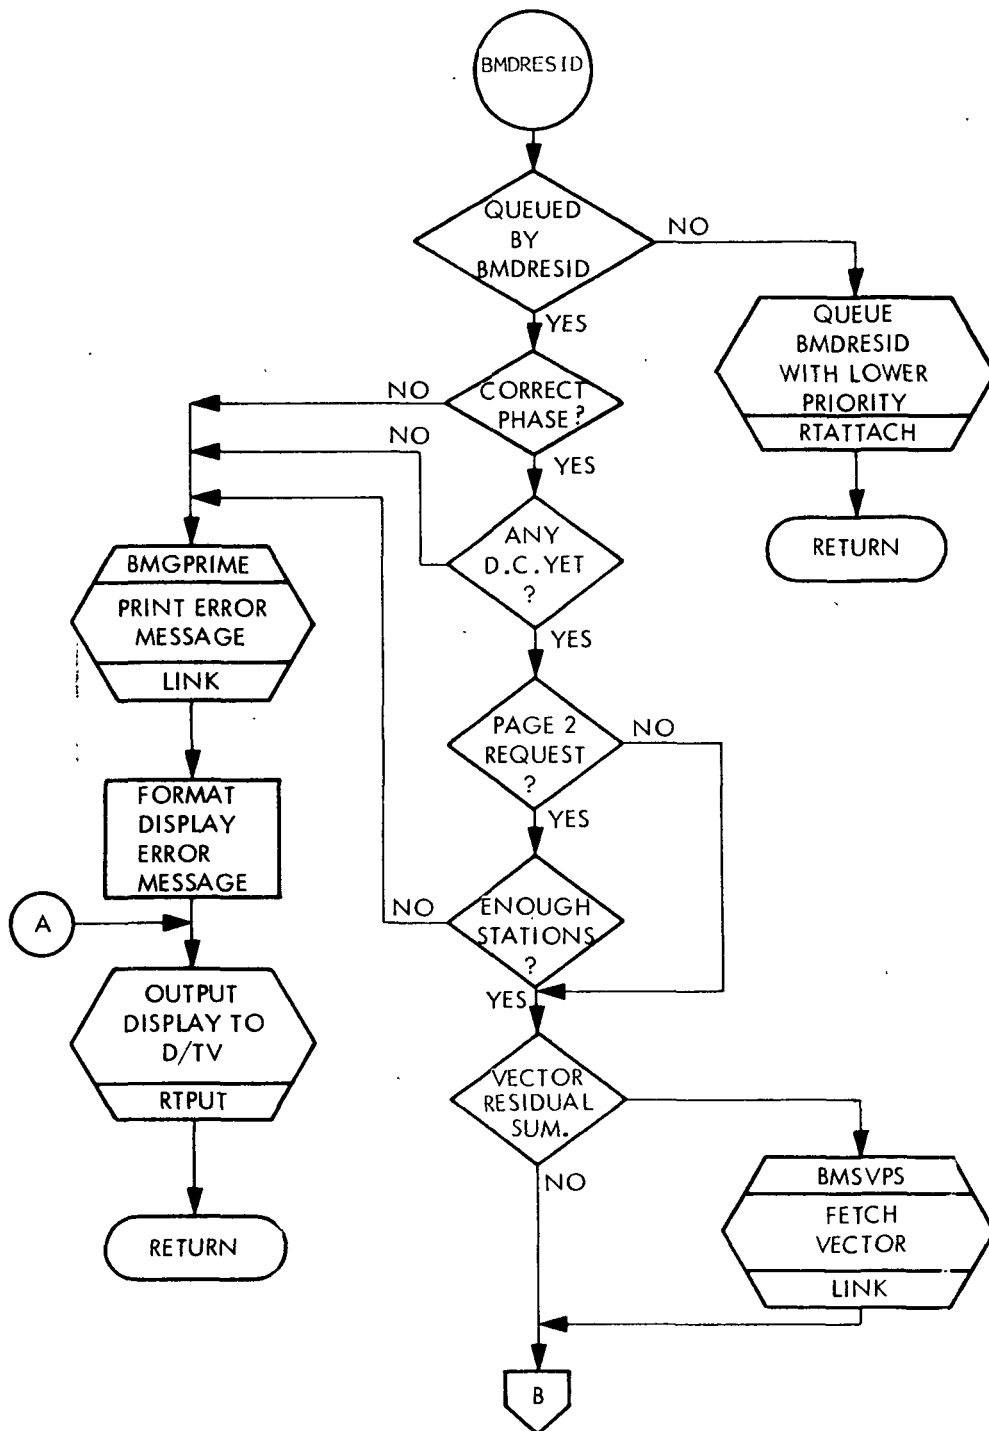 BMDRESID
QUEUED
BY
BMDRESID
NO
YES
QUEUE
BMDRESID
WITH LOWER
PRIORITY
RTATTACH
RETURN
CORRECT
PHASE?
NO
YES
NO
ANY
D.C. YET
?
YES
BMGPRIME
PRINT ERROR
MESSAGE
LINK
PAGE 2
REQUEST
?
NO
YES
FORMAT
DISPLAY
ERROR
MESSAGE
ENOUGH
STATIONS
?
NO
YES
A
OUTPUT
DISPLAY TO
D/TV
RTPUT
RETURN
VECTOR
RESIDUAL
SUM.
NO
BMSVPS
FETCH
VECTOR
LINK
B